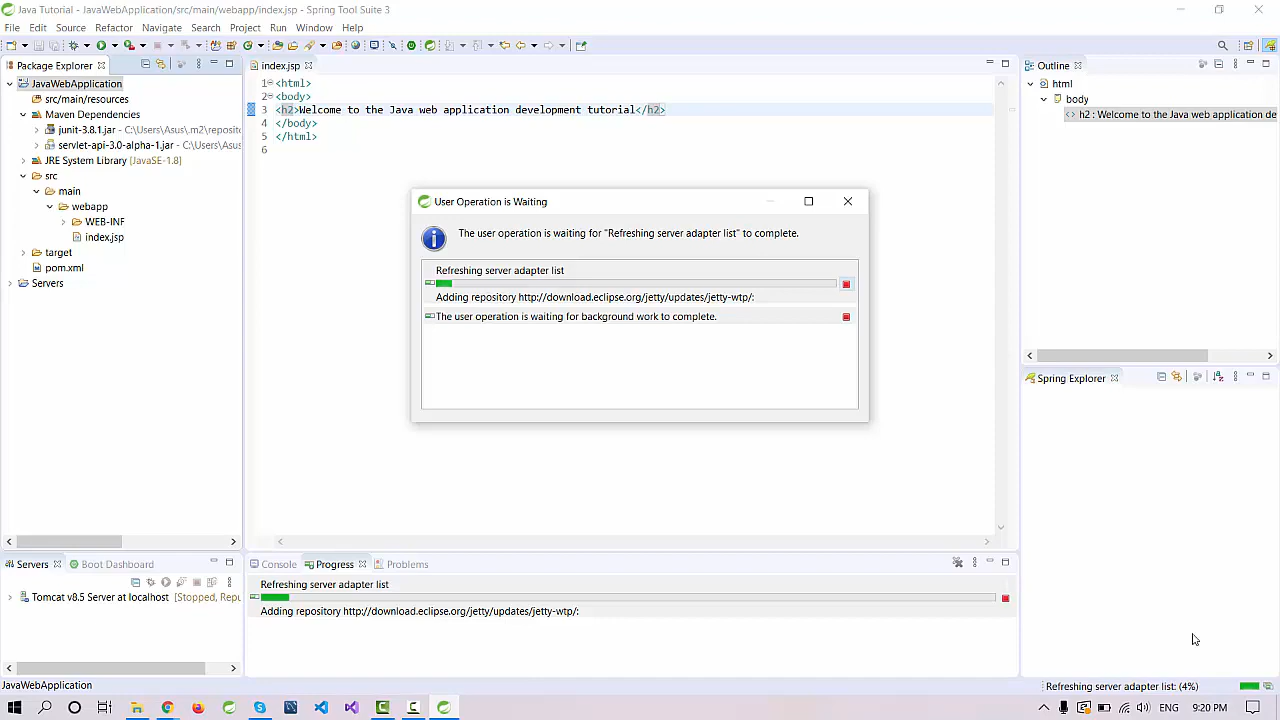 Java Tutorial - JavaWebApplication/src/main/webapp/index.jsp - Spring Tool Suite 3
File Edit Source Refactor Navigate Search Project Run Window Help
Package Explorer
JavaWebApplication
src/main/resources
Maven Dependencies
junit-3.8.1.jar - C:\Users\Asus\.m2\reposito
servlet-api-3.0-alpha-1.jar - C:\Users\Asus
JRE System Library [JavaSE-1.8]
src
main
webapp
WEB-INF
index.jsp
target
pom.xml
Servers
index.jsp
1 <html>
2 <body>
3 <h2>Welcome to the Java web application development tutorial</h2>
4 </body>
5 </html>
6
Outline
html
body
h2 : Welcome to the Java web application de
User Operation is Waiting
The user operation is waiting for "Refreshing server adapter list" to complete.
Refreshing server adapter list
Adding repository http://download.eclipse.org/jetty/updates/jetty-wtp/:
The user operation is waiting for background work to complete.
Spring Explorer
Servers Boot Dashboard
Tomcat v8.5 Server at localhost [Stopped, Repu
Console Progress Problems
Refreshing server adapter list
Adding repository http://download.eclipse.org/jetty/updates/jetty-wtp/:
JavaWebApplication
Refreshing server adapter list: (4%)
ENG 9:20 PM